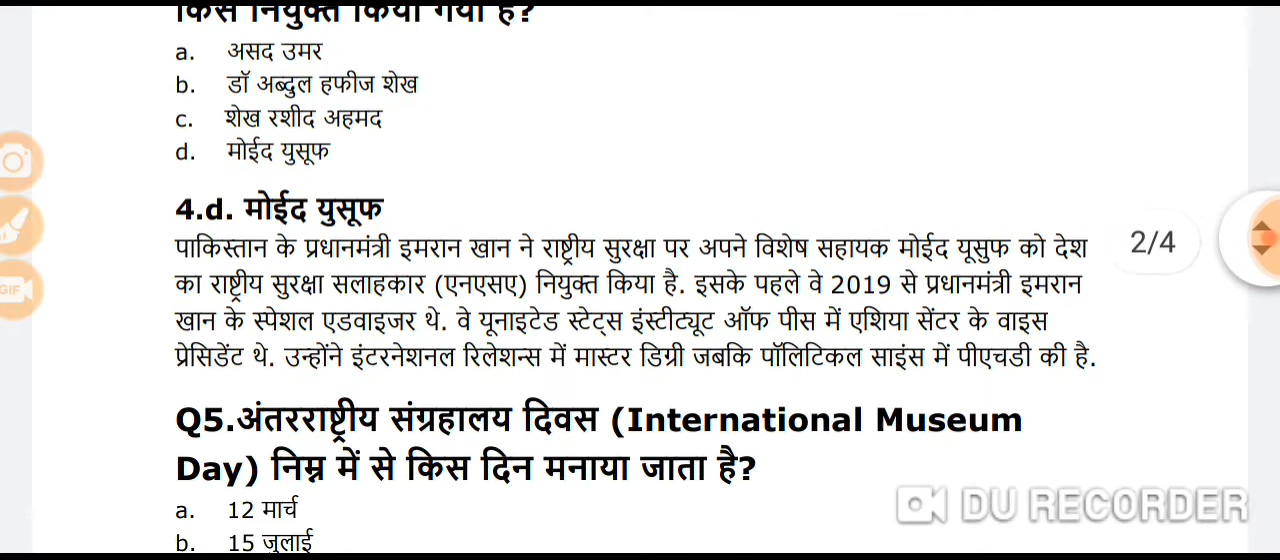 किसे नियुक्त किया गया है?
a. असद उमर
b. डॉ अब्दुल हफीज शेख
c. शेख रशीद अहमद
d. मोईद युसूफ
4.d. मोईद युसूफ
पाकिस्तान के प्रधानमंत्री इमरान खान ने राष्ट्रीय सुरक्षा पर अपने विशेष सहायक मोईद यूसुफ को देश
का राष्ट्रीय सुरक्षा सलाहकार (एनएसए) नियुक्त किया है. इसके पहले वे 2019 से प्रधानमंत्री इमरान
खान के स्पेशल एडवाइजर थे. वे यूनाइटेड स्टेट्स इंस्टीट्यूट ऑफ पीस में एशिया सेंटर के वाइस
प्रेसिडेंट थे. उन्होंने इंटरनेशनल रिलेशन्स में मास्टर डिग्री जबकि पॉलिटिकल साइंस में पीएचडी की है.
2/4
GIF
Q5.अंतरराष्ट्रीय संग्रहालय दिवस (International Museum
Day) निम्न में से किस दिन मनाया जाता है?
a. 12 मार्च
b. 15 जुलाई
DU RECORDER